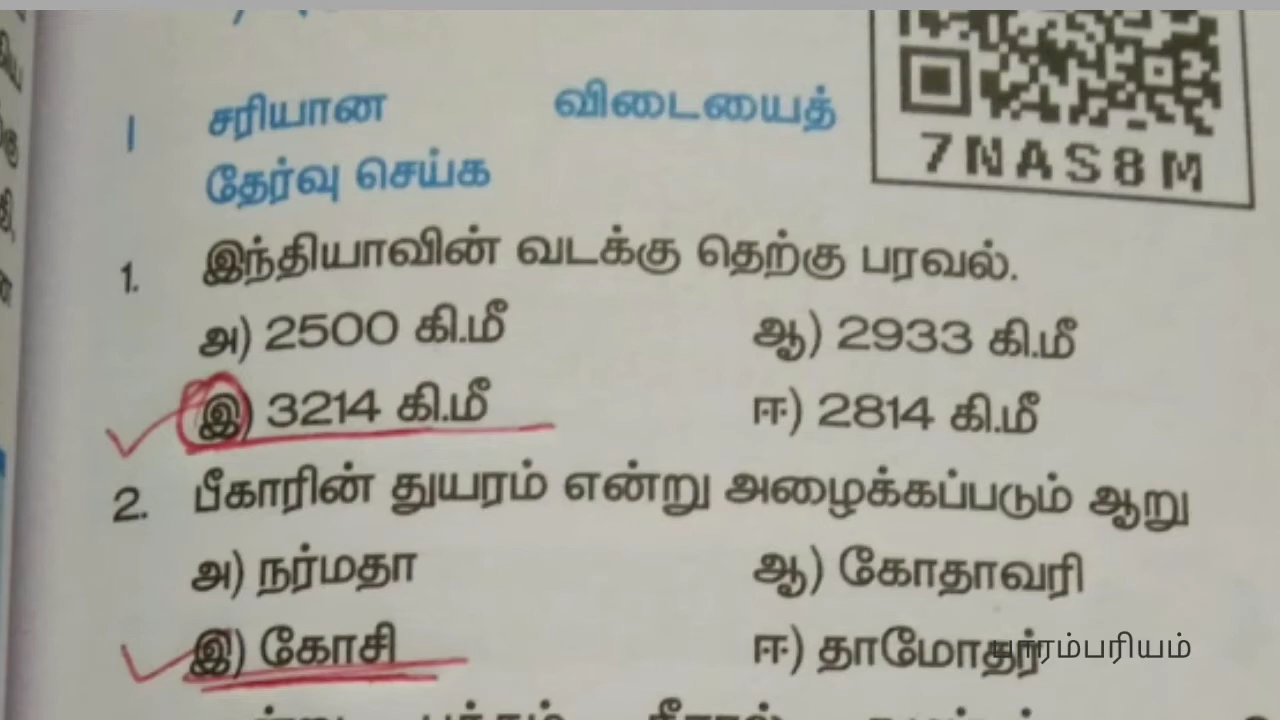 7NAS8M
I சரியான விடையைத்
தேர்வு செய்க
1. இந்தியாவின் வடக்கு தெற்கு பரவல்.
அ) 2500 கி.மீ ஆ) 2933 கி.மீ
இ) 3214 கி.மீ ஈ) 2814 கி.மீ
2. பீகாரின் துயரம் என்று அழைக்கப்படும் ஆறு
அ) நர்மதா ஆ) கோதாவரி
இ) கோசி ஈ) தாமோதர்
பாரம்பரியம்